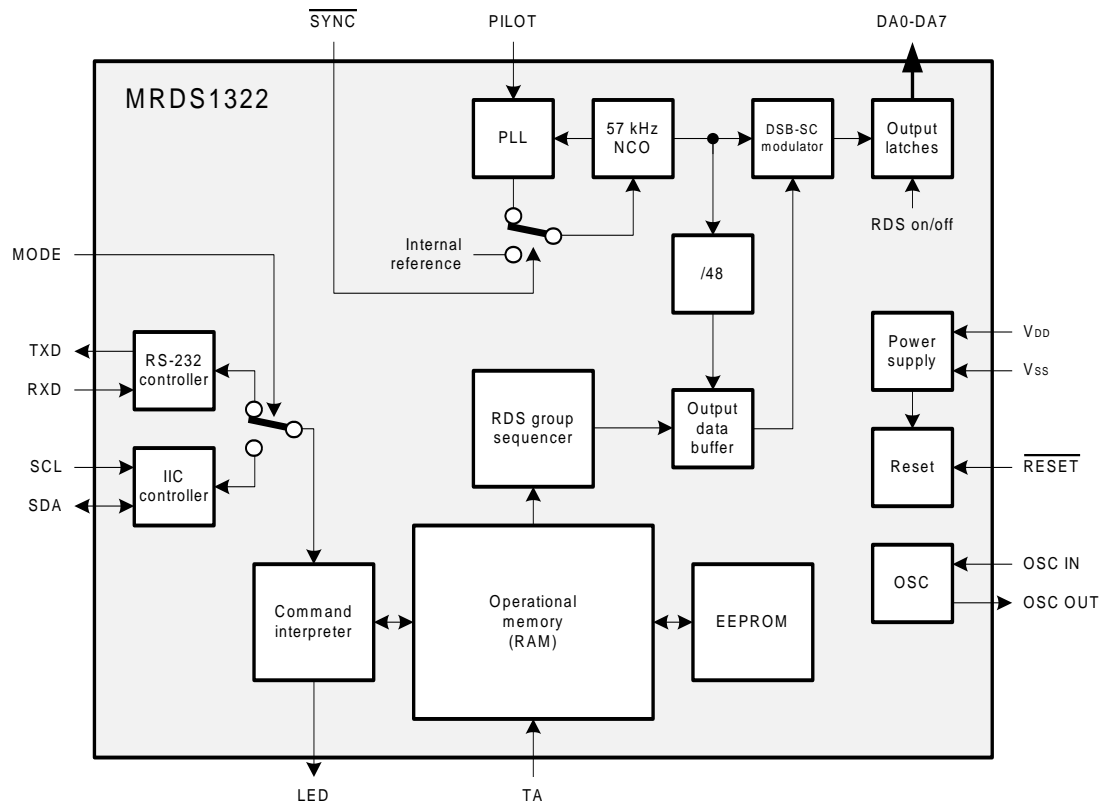 SYNC
PILOT
DA0-DA7
MRDS1322
PLL
57 kHz
NCO
DSB-SC
modulator
Output
latches
RDS on/off
Internal
reference
MODE
/48
TXD
RXD
RS-232
controller
Power
supply
VDD
VSS
RDS group
sequencer
Output
data
buffer
SCL
SDA
IIC
controller
Reset
RESET
Command
interpreter
Operational
memory
(RAM)
EEPROM
OSC
OSC IN
OSC OUT
LED
TA